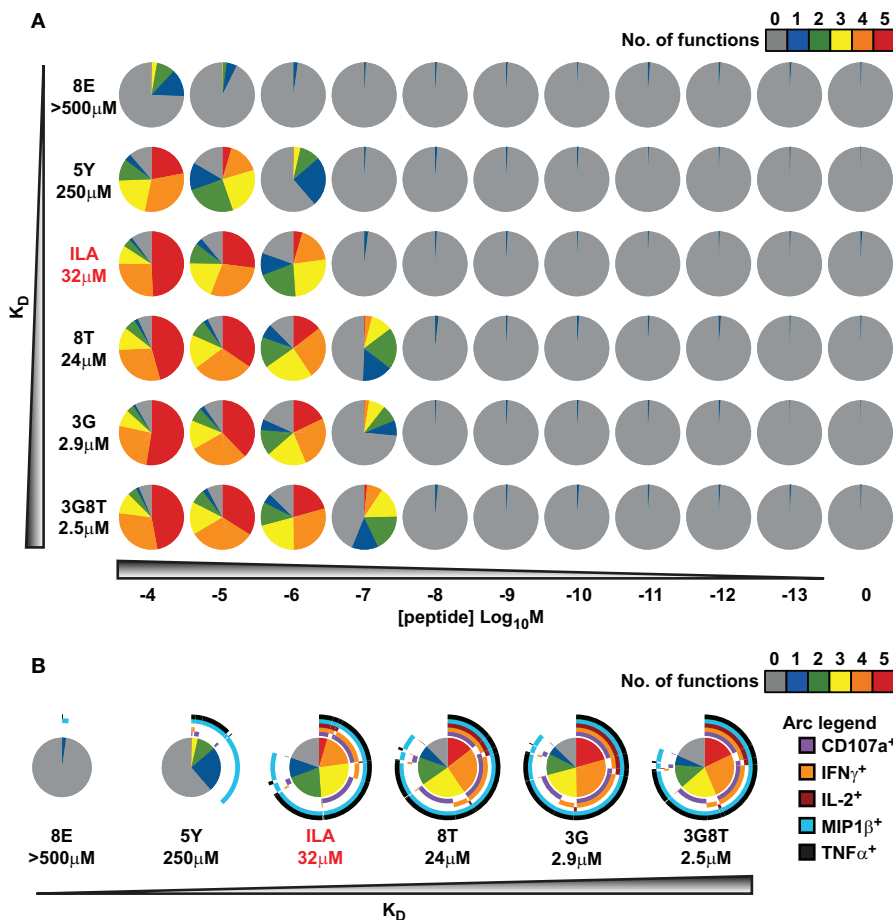 A
0 1 2 3 4 5
No. of functions
8E
>500μM
5Y
250μM
ILA
32μM
8T
24μM
3G
2.9μM
3G8T
2.5μM
K_D
-4 -5 -6 -7 -8 -9 -10 -11 -12 -13 0
[peptide] Log₁₀M
B
0 1 2 3 4 5
No. of functions
Arc legend
CD107a⁺
IFNγ⁺
IL-2⁺
MIP1β⁺
TNFα⁺
8E 5Y ILA 8T 3G 3G8T
>500μM 250μM 32μM 24μM 2.9μM 2.5μM
K_D